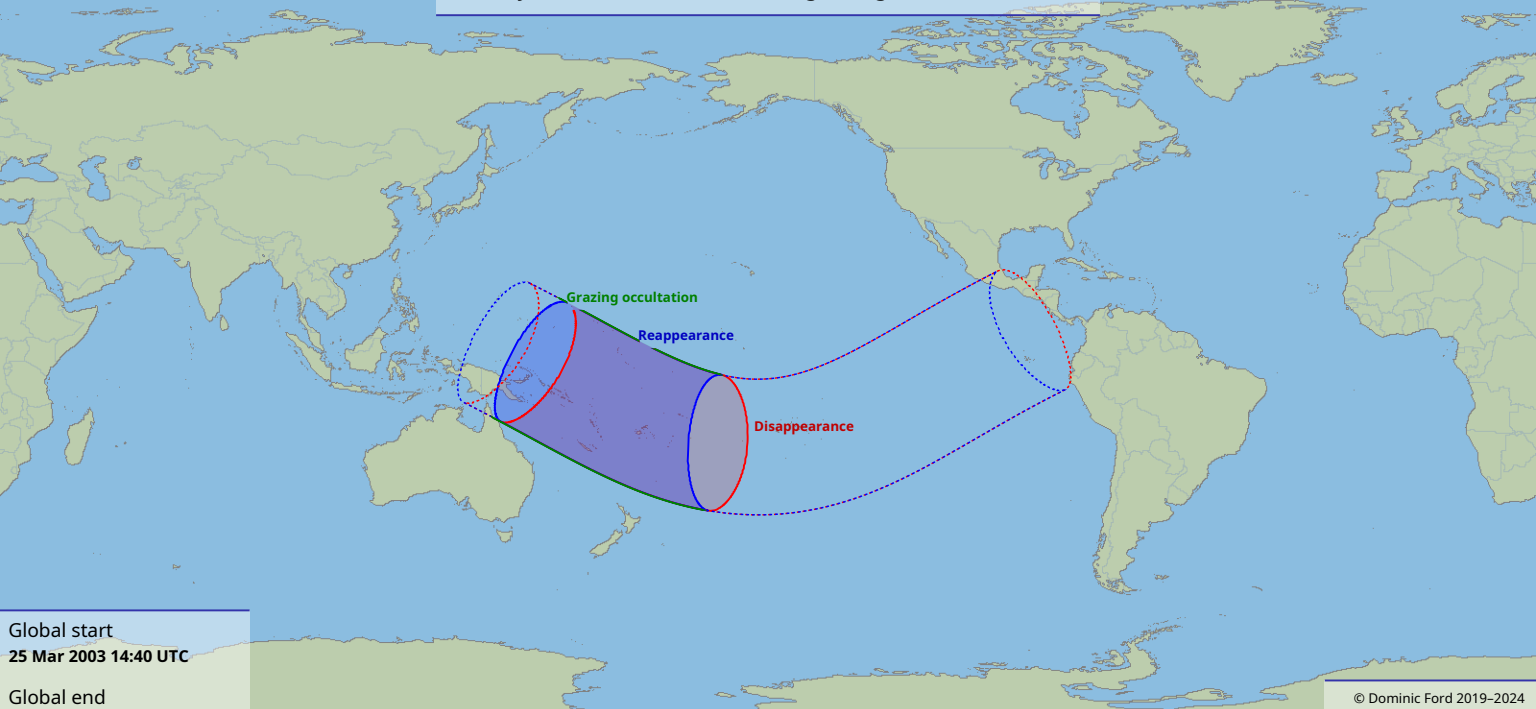 Grazing occultation
Reappearance
Disappearance
Global start
25 Mar 2003 14:40 UTC
Global end
© Dominic Ford 2019–2024